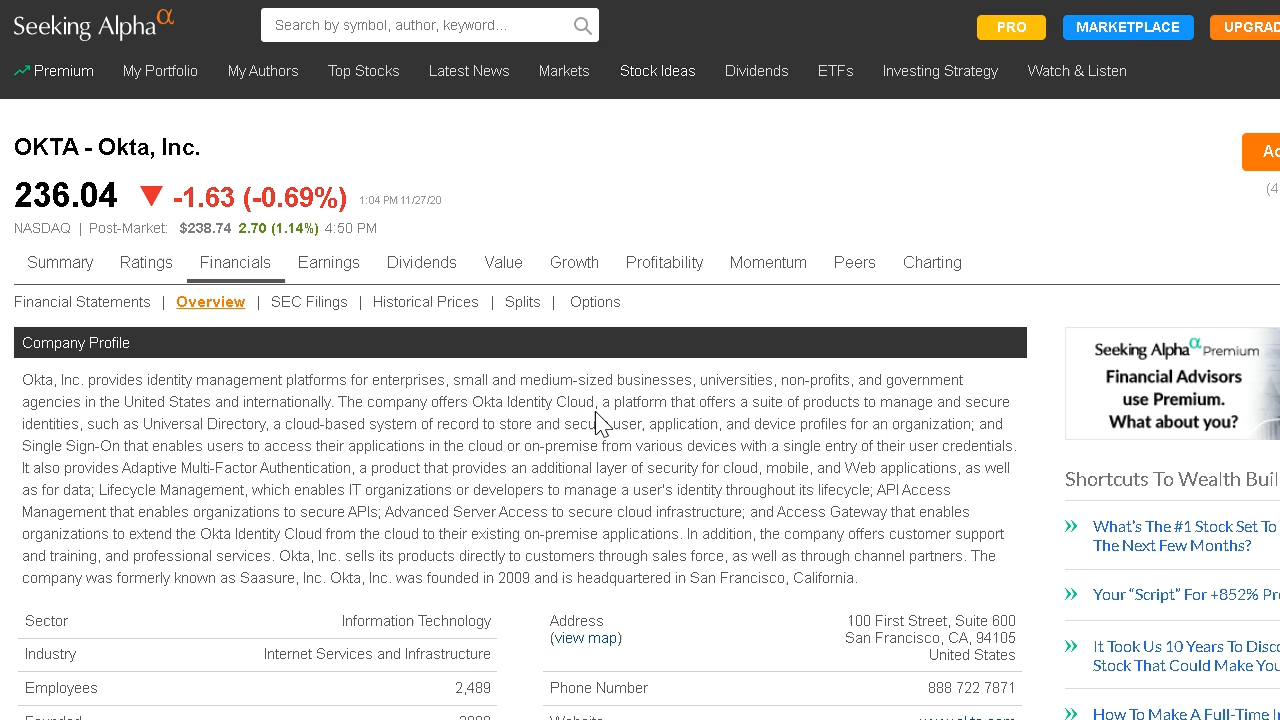 Seeking Alpha α
Search by symbol, author, keyword...
PRO
MARKETPLACE
Premium
My Portfolio
My Authors
Top Stocks
Latest News
Markets
Stock Ideas
Dividends
ETFs
Investing Strategy
Watch & Listen
OKTA - Okta, Inc.
236.04 ▼ -1.63 (-0.69%) 1:04 PM 11/27/20
NASDAQ | Post-Market: $238.74 2.70 (1.14%) 4:50 PM
Summary
Ratings
Financials
Earnings
Dividends
Value
Growth
Profitability
Momentum
Peers
Charting
Financial Statements | Overview | SEC Filings | Historical Prices | Splits | Options
Company Profile
Okta, Inc. provides identity management platforms for enterprises, small and medium-sized businesses, universities, non-profits, and government
agencies in the United States and internationally. The company offers Okta Identity Cloud, a platform that offers a suite of products to manage and secure
identities, such as Universal Directory, a cloud-based system of record to store and secure user, application, and device profiles for an organization; and
Single Sign-On that enables users to access their applications in the cloud or on-premise from various devices with a single entry of their user credentials.
It also provides Adaptive Multi-Factor Authentication, a product that provides an additional layer of security for cloud, mobile, and Web applications, as well
as for data; Lifecycle Management, which enables IT organizations or developers to manage a user's identity throughout its lifecycle; API Access
Management that enables organizations to secure APIs; Advanced Server Access to secure cloud infrastructure; and Access Gateway that enables
organizations to extend the Okta Identity Cloud from the cloud to their existing on-premise applications. In addition, the company offers customer support
and training, and professional services. Okta, Inc. sells its products directly to customers through sales force, as well as through channel partners. The
company was formerly known as Saasure, Inc. Okta, Inc. was founded in 2009 and is headquartered in San Francisco, California.
Sector Information Technology
Industry Internet Services and Infrastructure
Employees 2,489
Address
(view map)
100 First Street, Suite 600
San Francisco, CA, 94105
United States
Phone Number 888 722 7871
Seeking Alpha α Premium
Financial Advisors
use Premium.
What about you?
Shortcuts To Wealth
What's The #1 Stock Set To
The Next Few Months?
Your “Script” For +852%
It Took Us 10 Years To
Stock That Could Make
How To Make A Full-Time